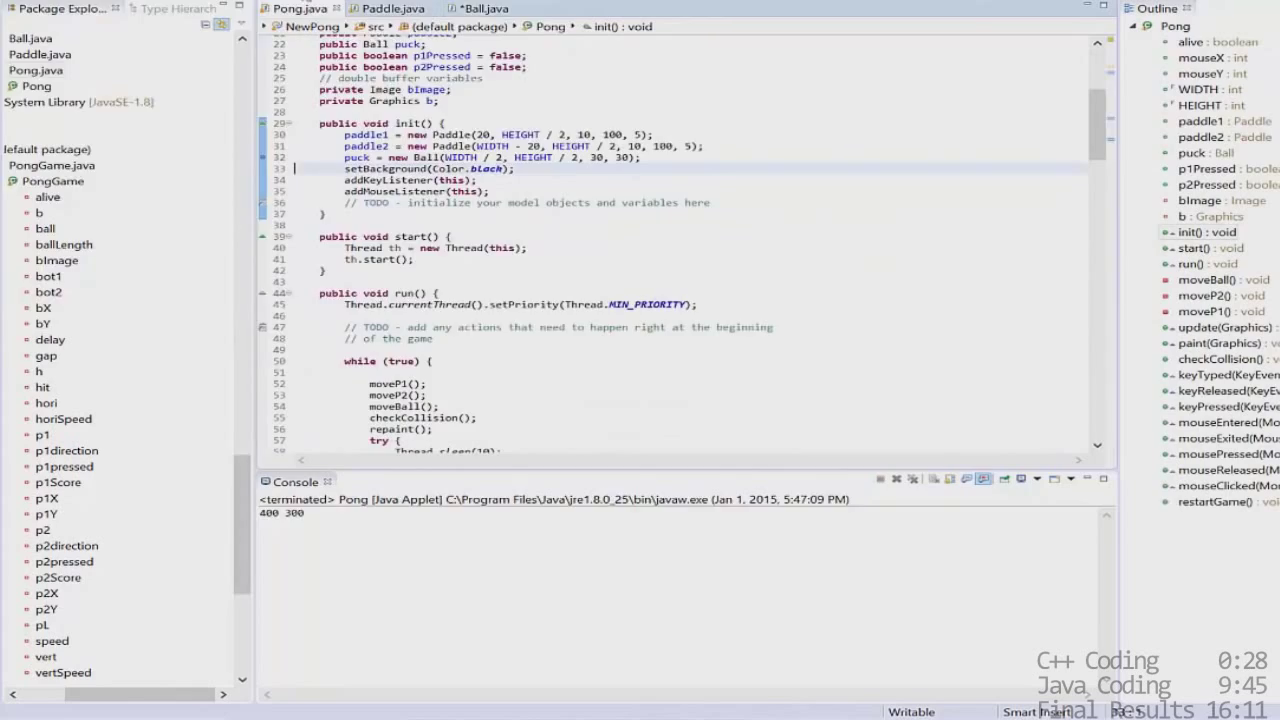 Package Explo...
Type Hierarch
Ball.java
Paddle.java
Pong.java
Pong
System Library [JavaSE-1.8]
(default package)
PongGame.java
PongGame
alive
b
ball
ballLength
bImage
bot1
bot2
bX
bY
delay
gap
h
hit
hori
horiSpeed
p1
p1direction
p1pressed
p1Score
p1X
p1Y
p2
p2direction
p2pressed
p2Score
p2X
p2Y
pL
speed
vert
vertSpeed
Pong.java
Paddle.java
*Ball.java
NewPong src (default package) Pong init() : void
22 public Ball puck;
23 public boolean p1Pressed = false;
24 public boolean p2Pressed = false;
25 // double buffer variables
26 private Image bImage;
27 private Graphics b;
28
29 public void init() {
30 paddle1 = new Paddle(20, HEIGHT / 2, 10, 100, 5);
31 paddle2 = new Paddle(WIDTH - 20, HEIGHT / 2, 10, 100, 5);
32 puck = new Ball(WIDTH / 2, HEIGHT / 2, 30, 30);
33 setBackground(Color.black);
34 addKeyListener(this);
35 addMouseListener(this);
36 // TODO - initialize your model objects and variables here
37 }
38
39 public void start() {
40 Thread th = new Thread(this);
41 th.start();
42 }
43
44 public void run() {
45 Thread.currentThread().setPriority(Thread.MIN_PRIORITY);
46
47 // TODO - add any actions that need to happen right at the beginning
48 // of the game
49
50 while (true) {
51
52 moveP1();
53 moveP2();
54 moveBall();
55 checkCollision();
56 repaint();
57 try {
58 Thread.sleep(10);
Console
<terminated> Pong [Java Applet] C:\Program Files\Java\jre1.8.0_25\bin\javaw.exe (Jan 1, 2015, 5:47:09 PM)
400 300
Outline
Pong
alive : boolean
mouseX : int
mouseY : int
WIDTH : int
HEIGHT : int
paddle1 : Paddle
paddle2 : Paddle
puck : Ball
p1Pressed : boole
p2Pressed : boole
bImage : Image
b : Graphics
init() : void
start() : void
run() : void
moveBall() : void
moveP2() : void
moveP1() : void
update(Graphics) :
paint(Graphics) : vo
checkCollision() : vo
keyTyped(KeyEven
keyReleased(KeyEv
keyPressed(KeyEve
mouseEntered(Mo
mouseExited(Mou
mousePressed(Mo
mouseReleased(M
mouseClicked(Mou
restartGame() : voi
C++ Coding 0:28
Java Coding 9:45
Final Results 16:11
Writable
Smart Insert